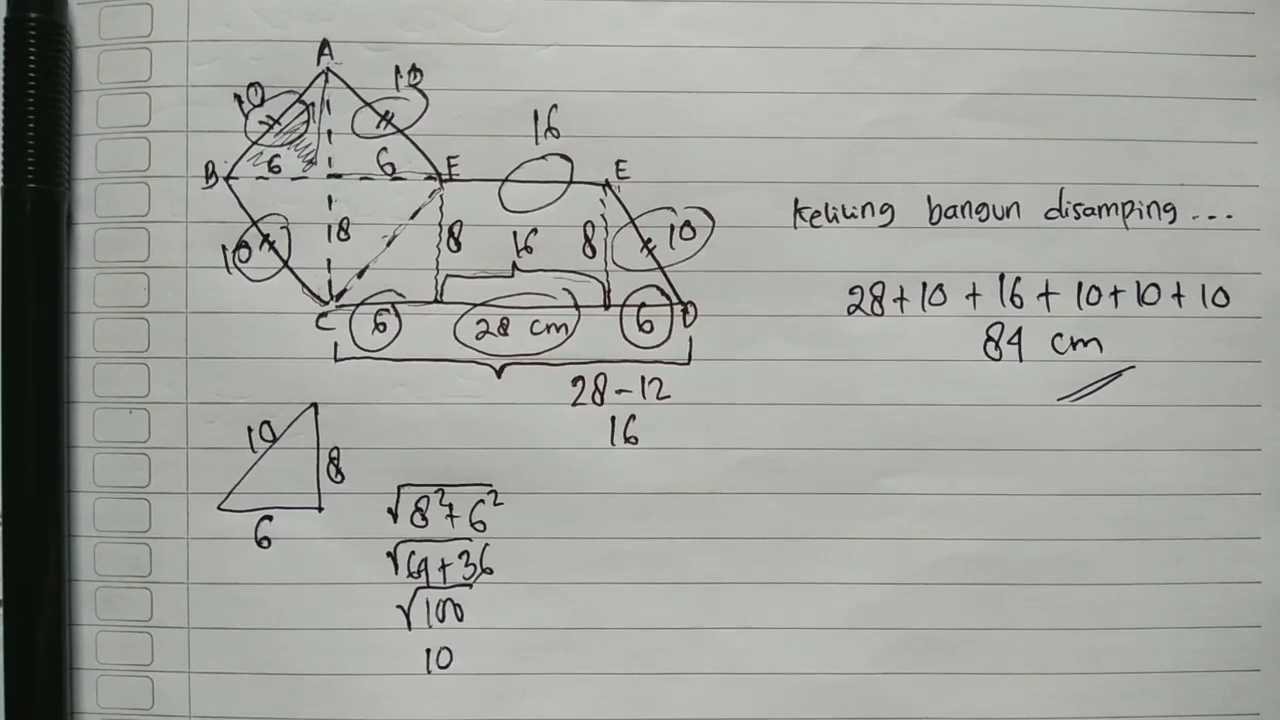 A
10
10
16
B
6
6
F
E
Keliling bangun disamping...
10
8
8
16
8
10
28 + 10 + 16 + 10 + 10 + 10
C
6
28 cm
6
D
84 cm
28 - 12
16
10
8
6
√8² + 6²
√64 + 36
√100
10